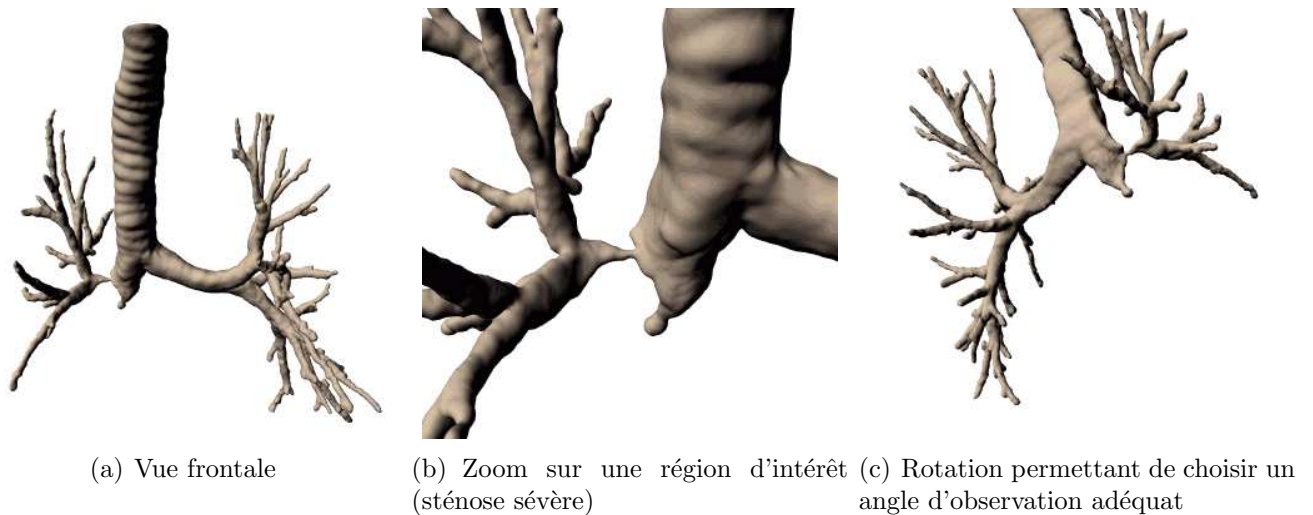 (a) Vue frontale
(b) Zoom sur une région d'intérêt
(sténose sévère)
(c) Rotation permettant de choisir un
angle d'observation adéquat